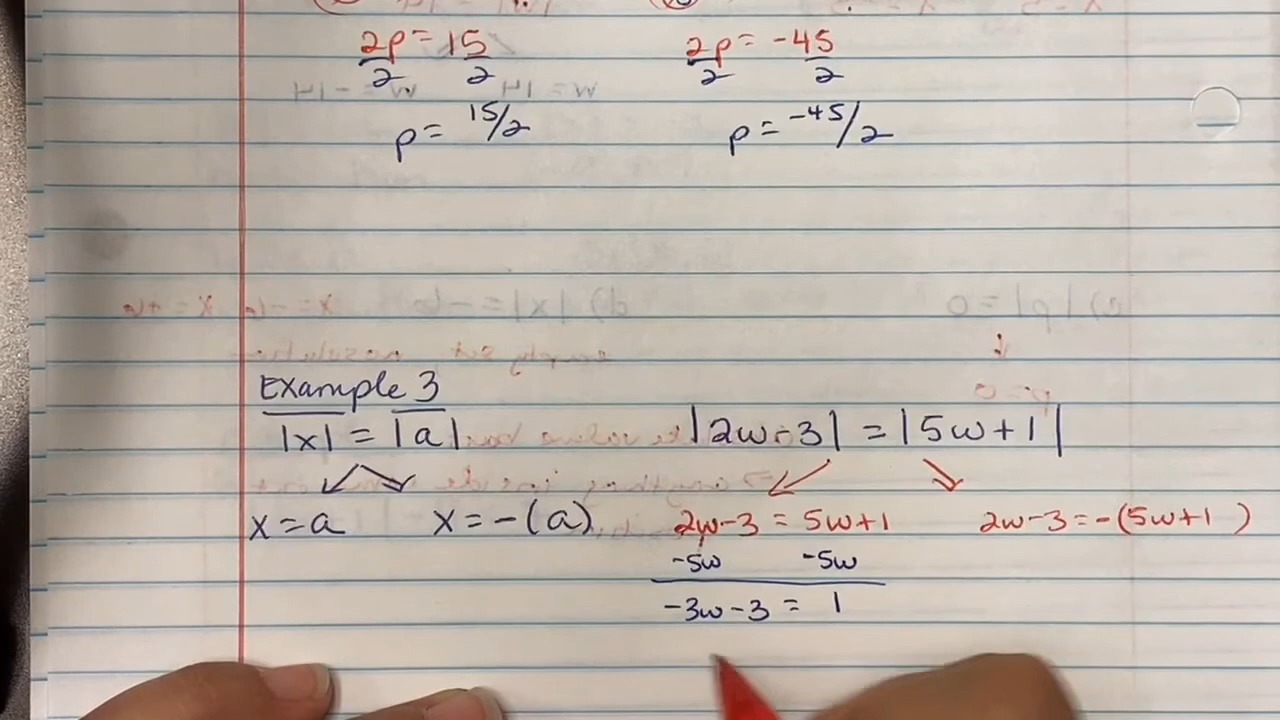 2p = 15 2p = -45
2 2 2 2
p = 15/2 p = -45/2
Example 3
|x| = |a| |2w-3| = |5w+1|
x = a x = -(a) 2w-3 = 5w+1 2w-3 = -(5w+1)
-5w -5w
-3w-3 = 1